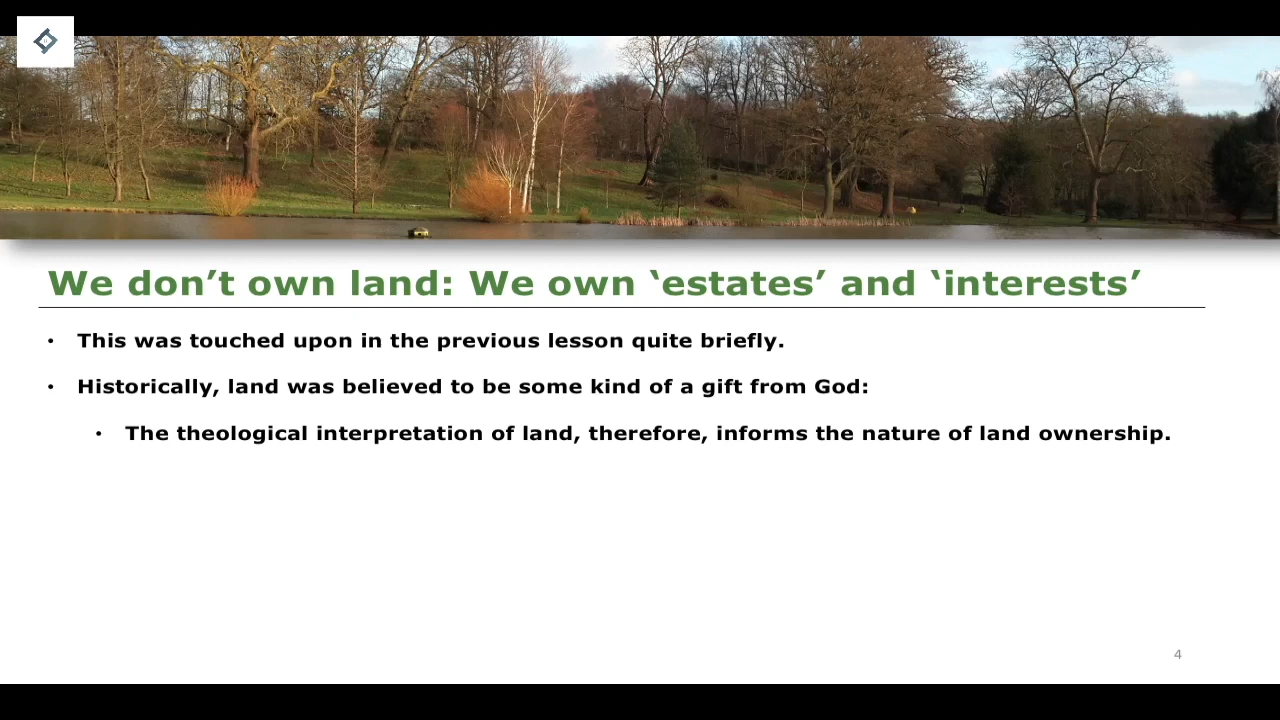 We don’t own land: We own ‘estates’ and ‘interests’
• This was touched upon in the previous lesson quite briefly.
• Historically, land was believed to be some kind of a gift from God:
• The theological interpretation of land, therefore, informs the nature of land ownership.
4